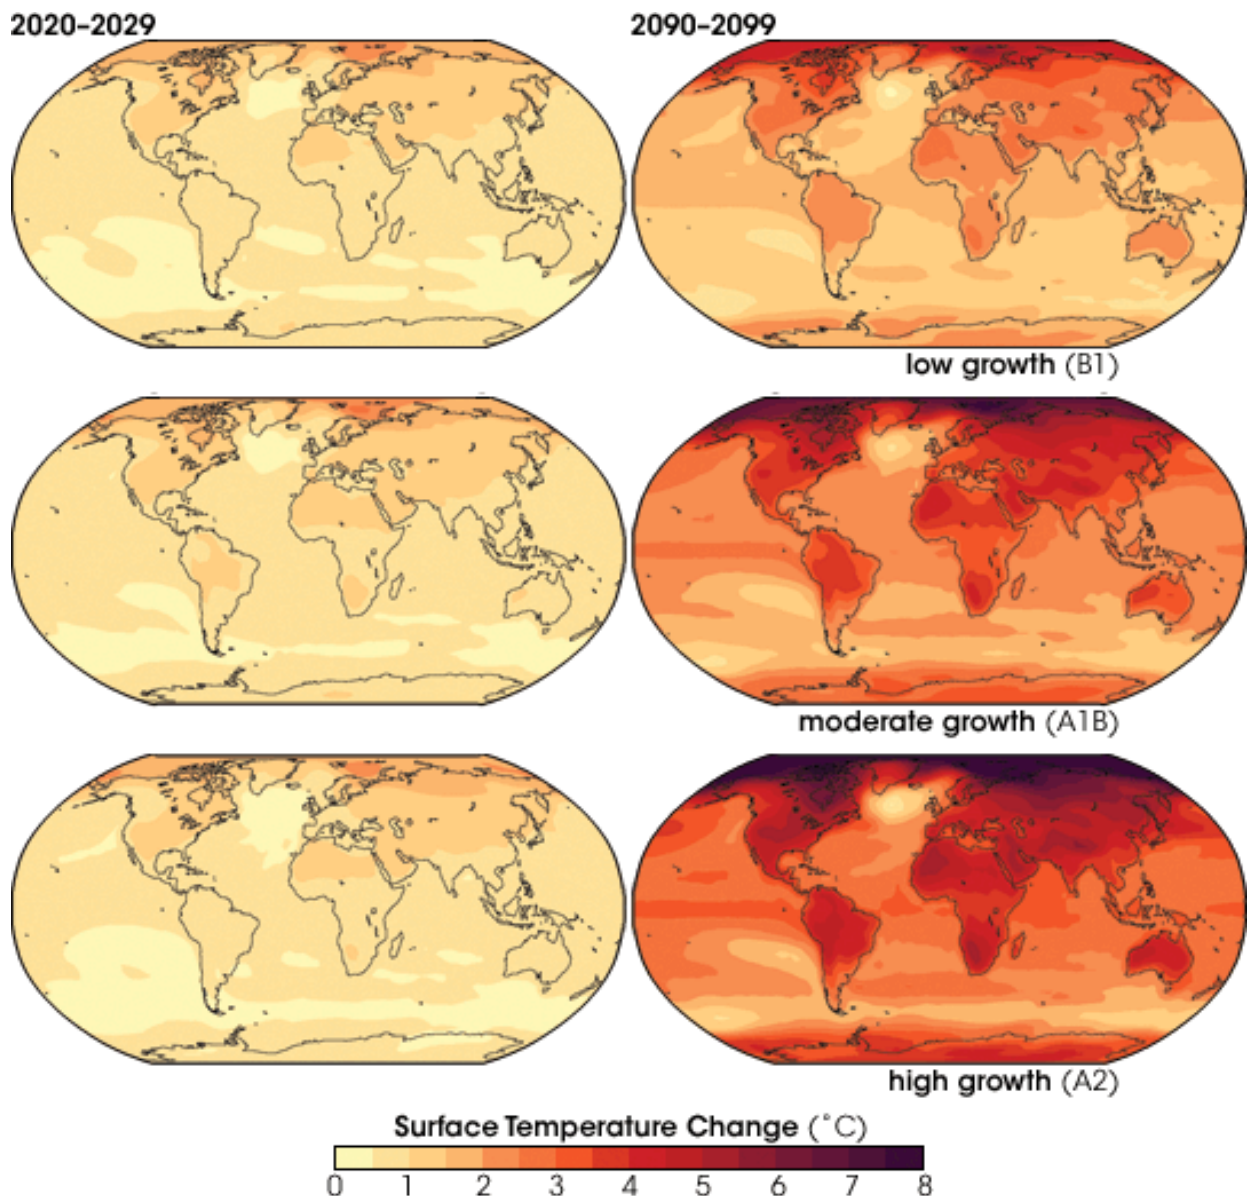 2020–2029
2090–2099
low growth (B1)
moderate growth (A1B)
high growth (A2)
Surface Temperature Change (°C)
0 1 2 3 4 5 6 7 8